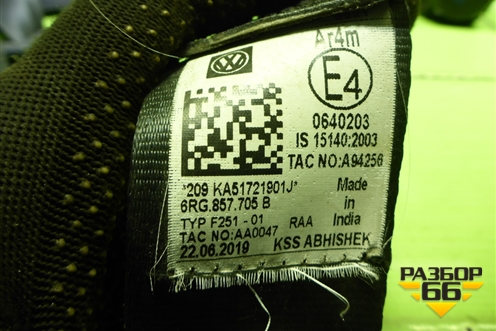 Ar4m
E4
0640203
IS 15140:2003
TAC NO:A94256
*209 KA51721901J*
6RG.857.705 B
Made in India
TYP F251 - 01
RAA
TAC NO:AA0047
22.06.2019
KSS ABHISHEK
РАЗБОР
66